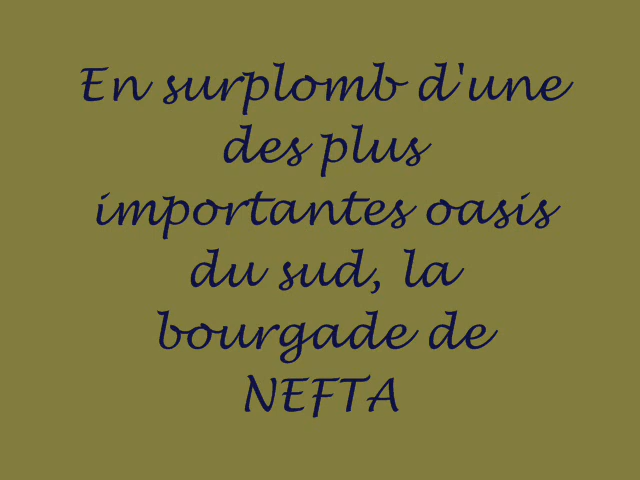 En surplomb d'une
des plus
importantes oasis
du sud, la
bourgade de
NEFTA